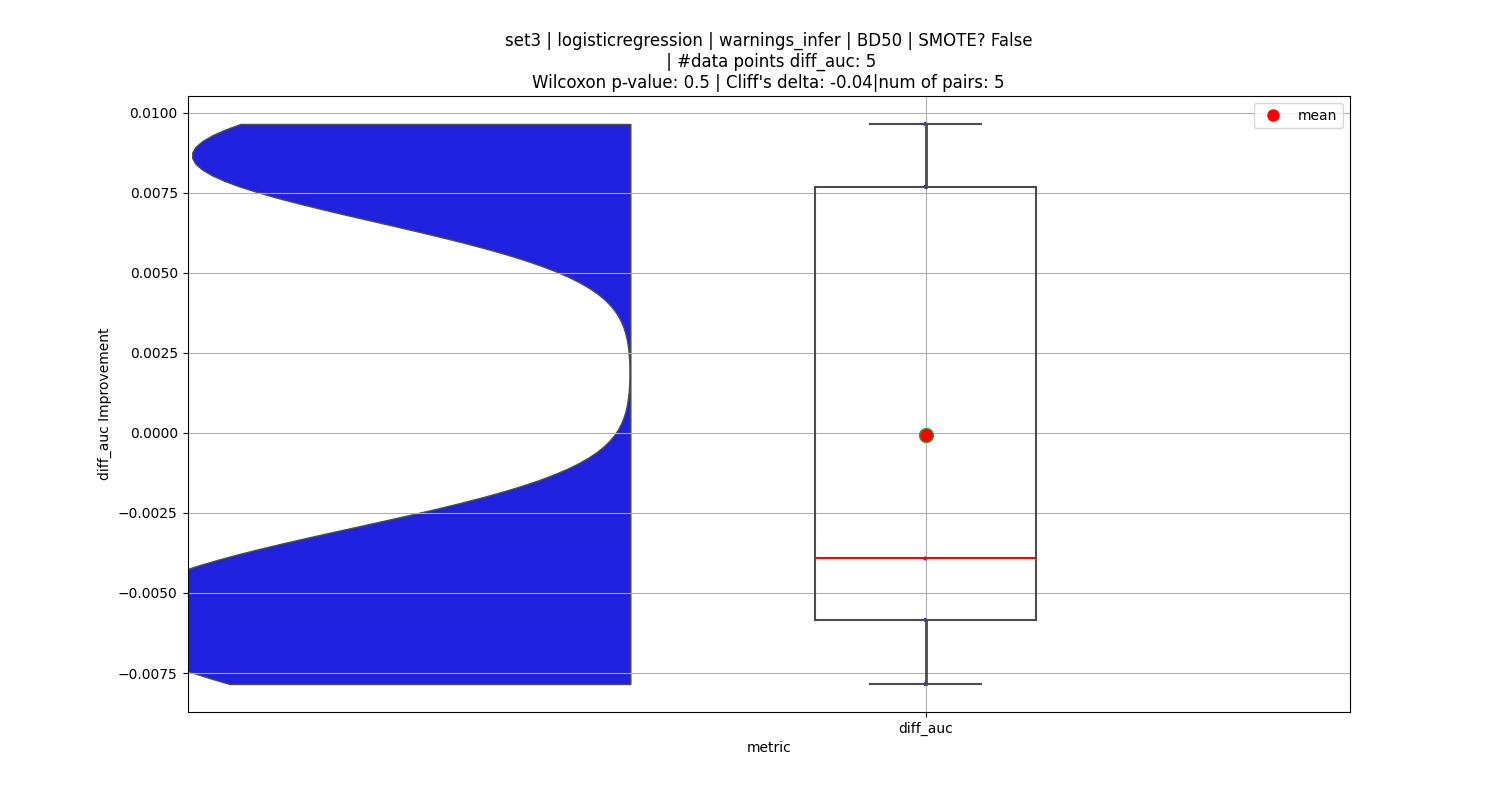 set3 | logisticregression | warnings_infer | BD50 | SMOTE? False
| #data points diff_auc: 5
Wilcoxon p-value: 0.5 | Cliff's delta: -0.04|num of pairs: 5
mean
0.0100
0.0075
0.0050
0.0025
0.0000
−0.0025
−0.0050
−0.0075
diff_auc Improvement
diff_auc
metric